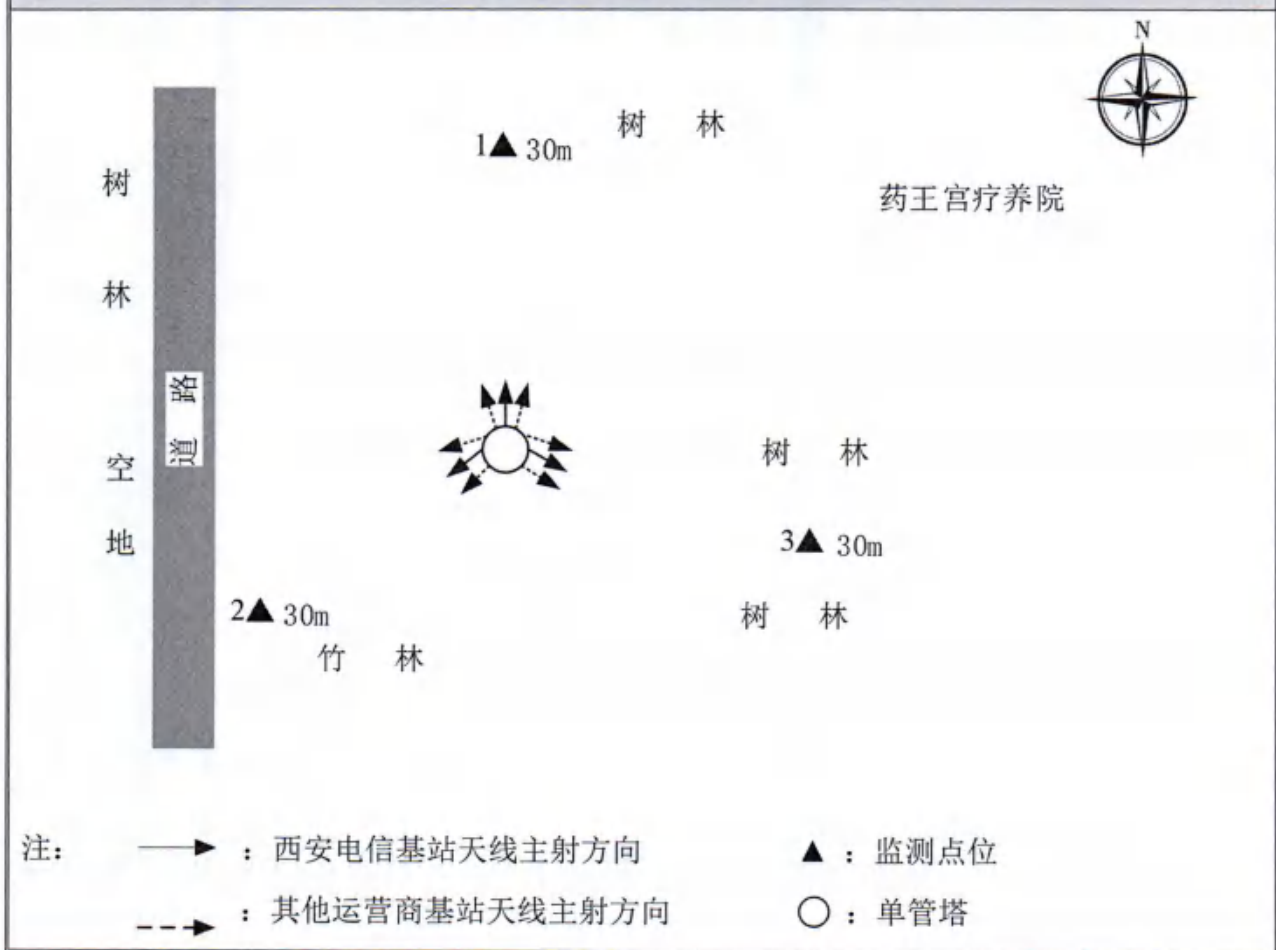 N
1▲ 30m
树 林
药王宫疗养院
树
林
道路
空
地
树 林
3▲ 30m
2▲ 30m
树 林
竹 林
注：
：西安电信基站天线主射方向
▲：监测点位
：其他运营商基站天线主射方向
○：单管塔